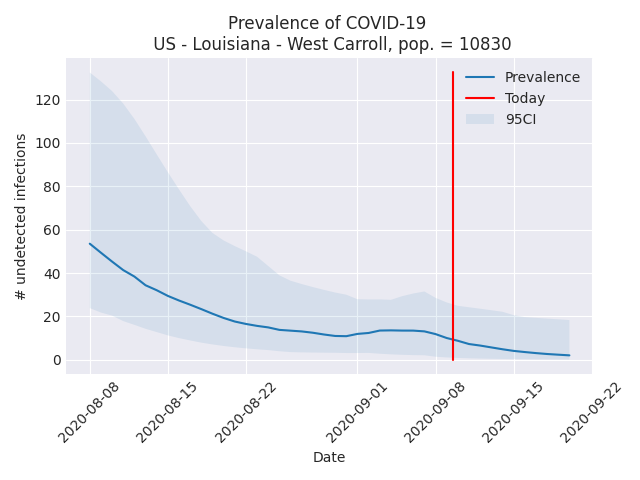 Prevalence of COVID-19
US - Louisiana - West Carroll, pop. = 10830
Prevalence
Today
95CI
# undetected infections
120
100
80
60
40
20
0
2020-08-08
2020-08-15
2020-08-22
2020-09-01
2020-09-08
2020-09-15
2020-09-22
Date